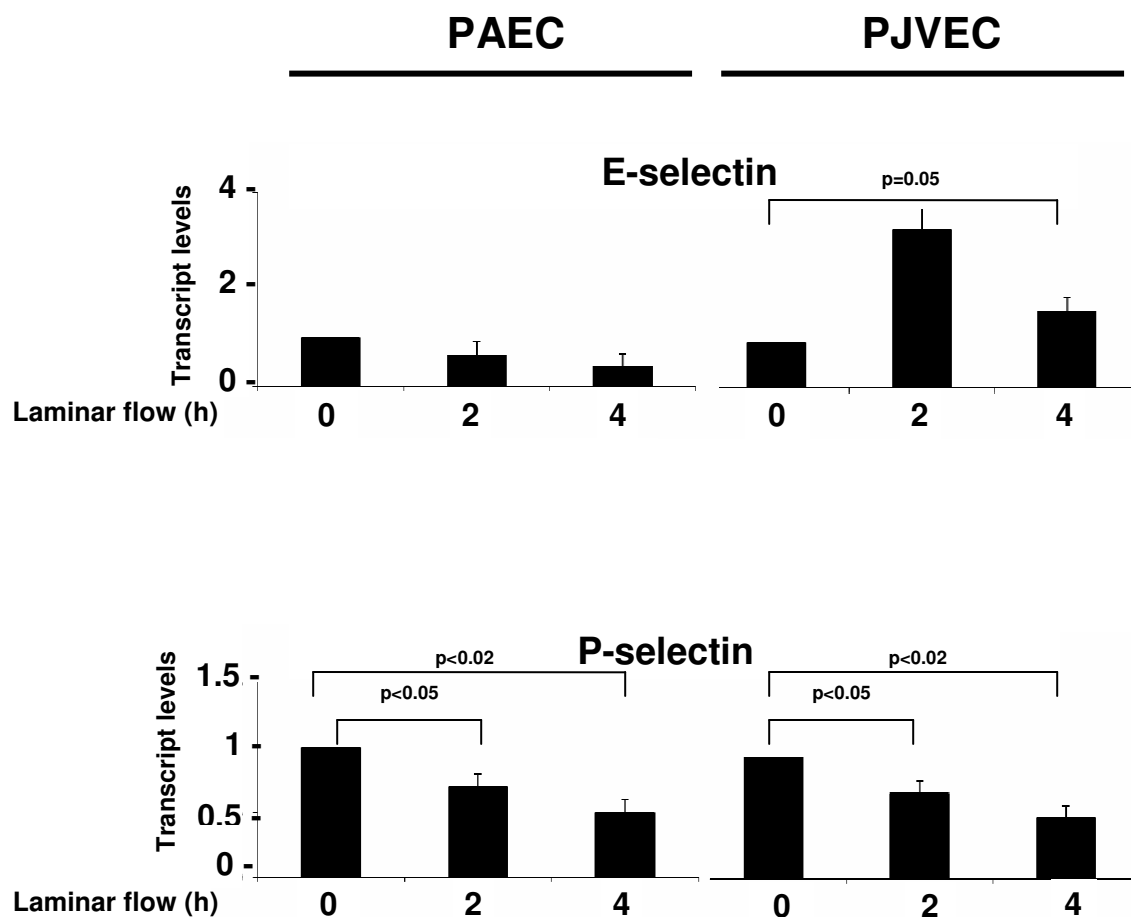 PAEC PJVEC
E-selectin
p=0.05
Transcript levels
4 -
2 -
0 -
Laminar flow (h) 0 2 4 0 2 4
P-selectin
p<0.02 p<0.02
p<0.05 p<0.05
Transcript levels
1.5 -
1 -
0.5 -
0 -
Laminar flow (h) 0 2 4 0 2 4